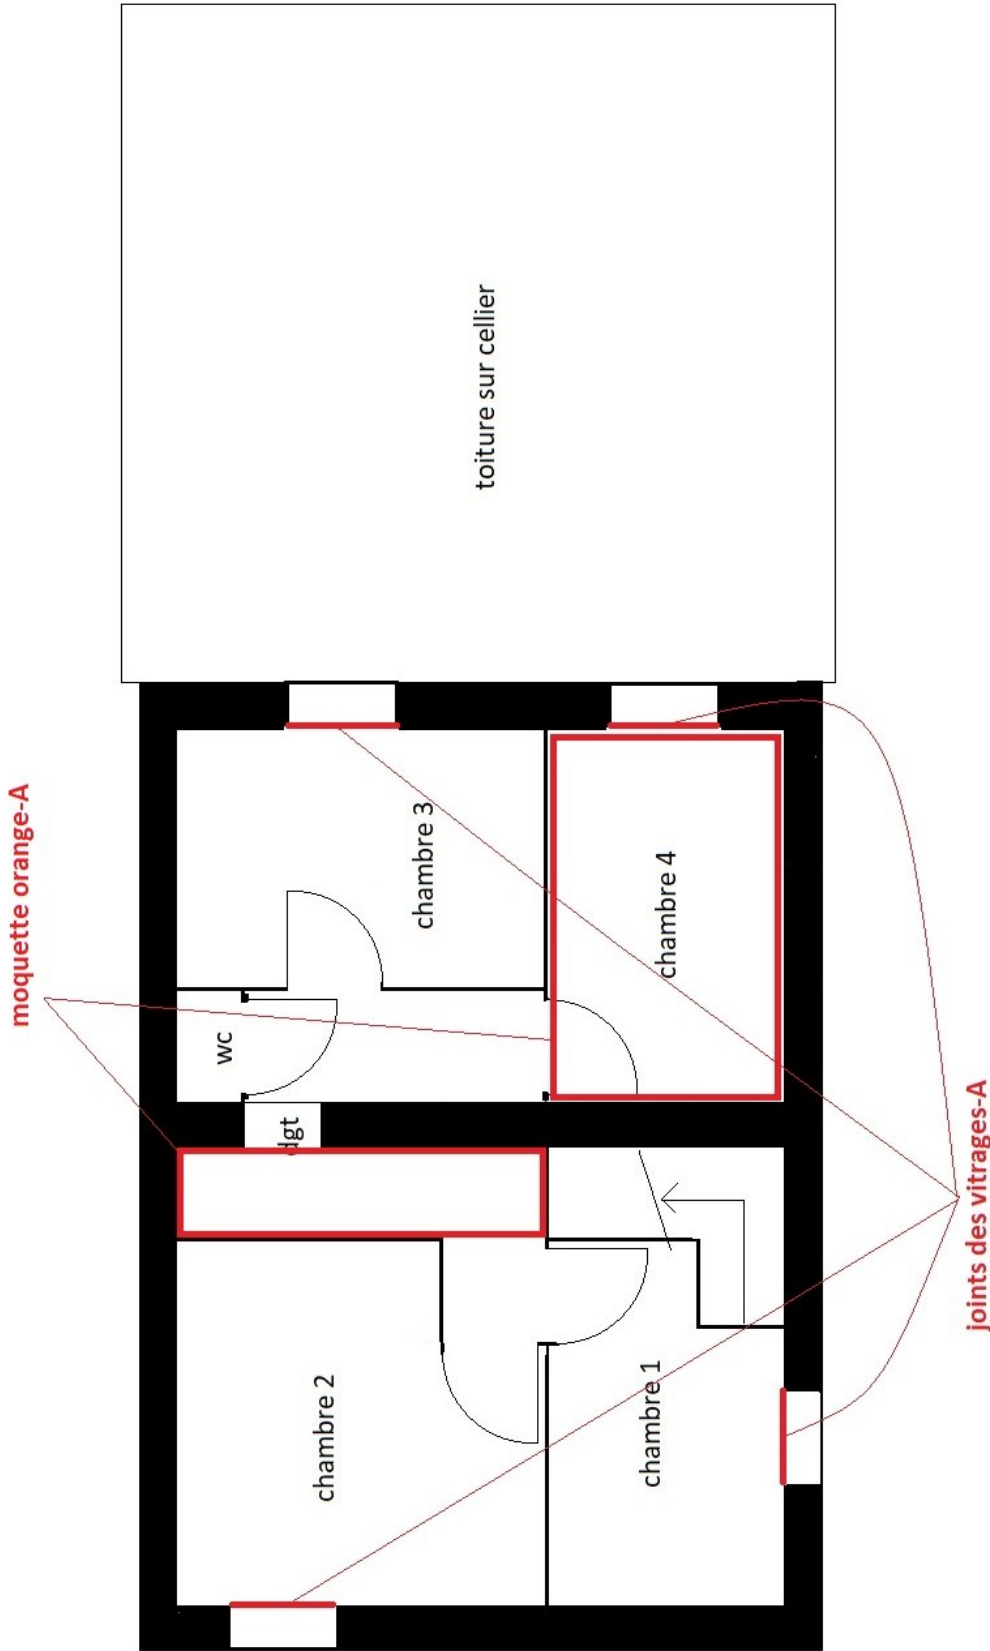 moquette orange-A
toiture sur cellier
chambre 3
chambre 4
wc
dgt
chambre 2
chambre 1
joints des vitrages-A